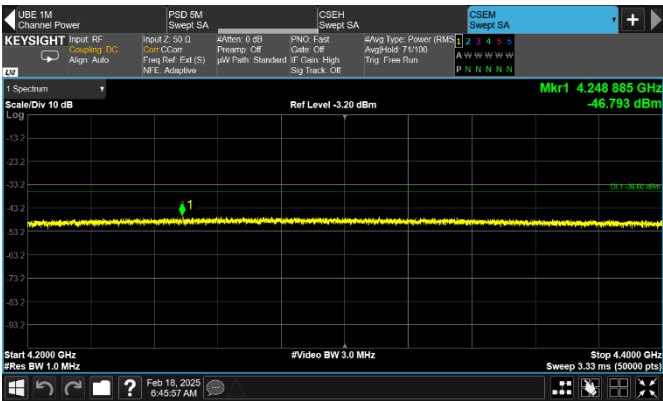 UBE 1M
Channel Power
PSD 5M
Swept SA
CSEH
Swept SA
CSEM
Swept SA
KEYSIGHT
Input: RF
Coupling: DC
Align: Auto
Input Z: 50 Ω
Corr CCorr
Freq Ref: Ext (S)
NFE: Adaptive
#Atten: 0 dB
Preamp: Off
µW Path: Standard
PNO: Fast
Gate: Off
IF Gain: High
Sig Track: Off
#Avg Type: Power (RMS)
Avg|Hold: 71/100
Trig: Free Run
1 2 3 4 5 6
A W W W W W
P N N N N N
LXI
1 Spectrum
Scale/Div 10 dB
Ref Level -3.20 dBm
Mkr1 4.248 885 GHz
-46.793 dBm
Log
-13.2
-23.2
-33.2
DL1 -36.00 dBm
1
-43.2
-53.2
-63.2
-73.2
-83.2
-93.2
Start 4.2000 GHz
#Video BW 3.0 MHz
Stop 4.4000 GHz
#Res BW 1.0 MHz
Sweep 3.33 ms (50000 pts)
Feb 18, 2025
6:45:57 AM